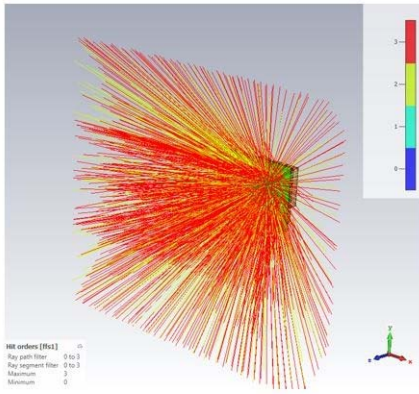 3
2
1
0
Hit orders [ffs1]
Ray path filter 0 to 3
Ray segment filter 0 to 3
Maximum 3
Minimum 0
y
z
x